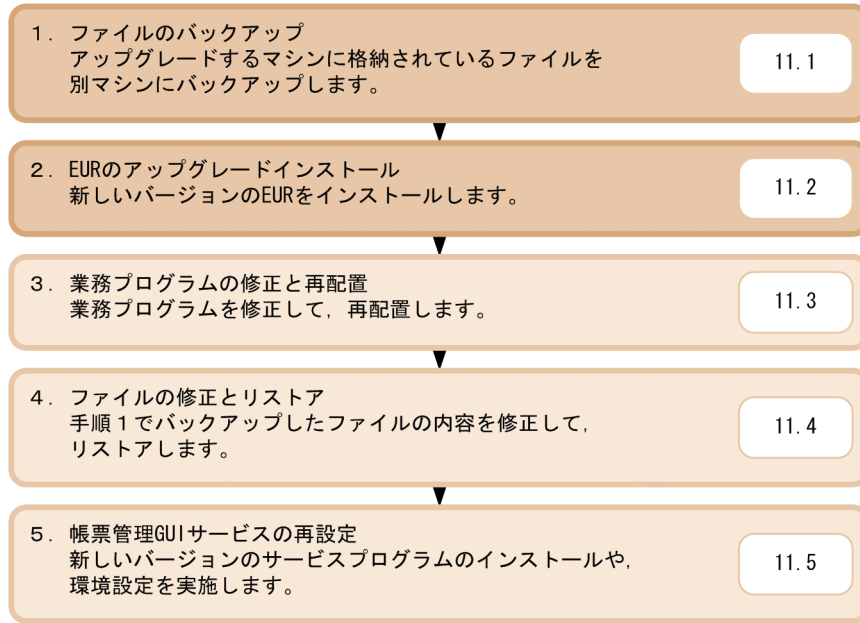 １．ファイルのバックアップ
アップグレードするマシンに格納されているファイルを
別マシンにバックアップします。
11.1
２．EURのアップグレードインストール
新しいバージョンのEURをインストールします。
11.2
３．業務プログラムの修正と再配置
業務プログラムを修正して，再配置します。
11.3
４．ファイルの修正とリストア
手順１でバックアップしたファイルの内容を修正して，
リストアします。
11.4
５．帳票管理GUIサービスの再設定
新しいバージョンのサービスプログラムのインストールや，
環境設定を実施します。
11.5